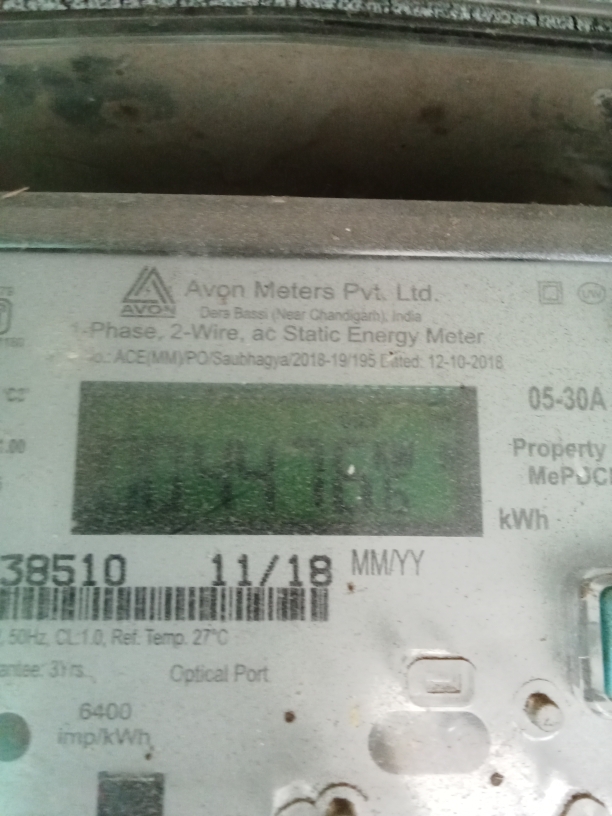 AVON
Avon Meters Pvt. Ltd.
Dera Bassi (Near Chandigarh), India
1-Phase, 2-Wire, ac Static Energy Meter
ACE(MM)/PO/Saubhagya/2018-19/195 Dated: 12-10-2018
05-30A
Property
kWh
38510 11/18 MM/YY
50Hz, CL:1.0, Ref. Temp. 27°C
Optical Port
6400
imp/kWh